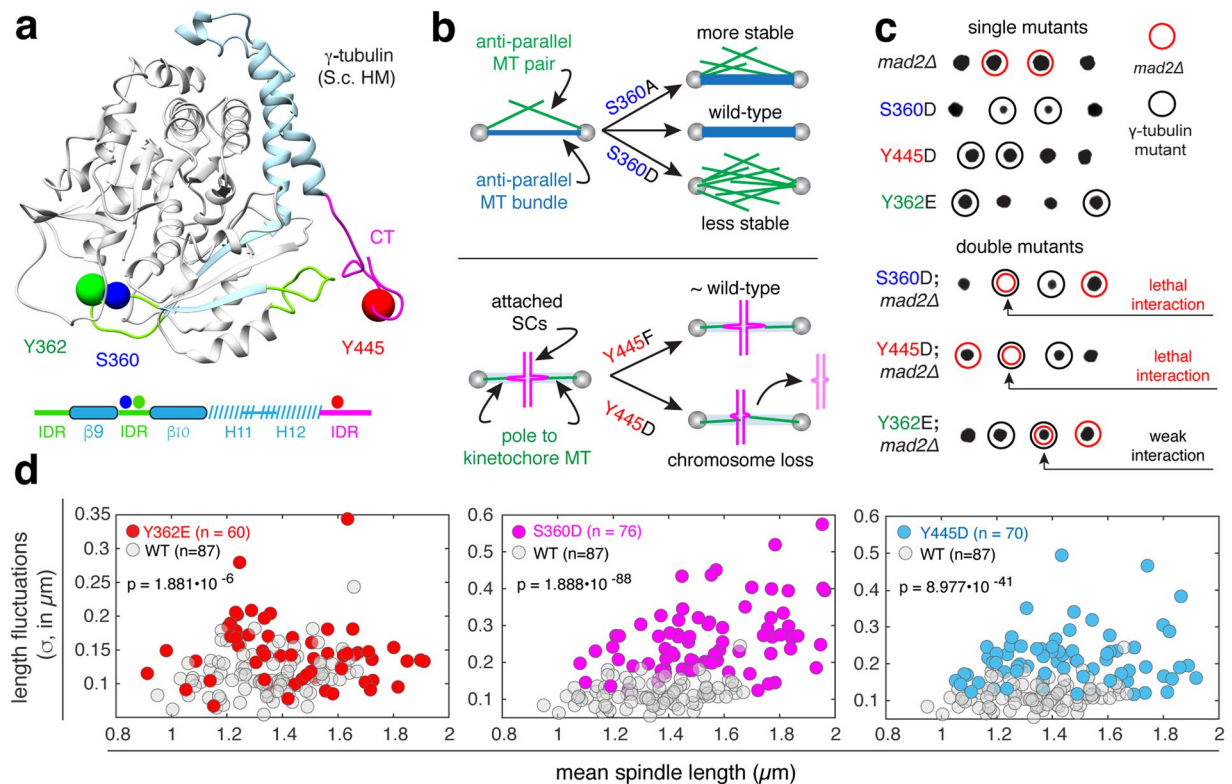 a
γ-tubulin
(S.c. HM)
CT
Y362
S360
Y445
IDR
β9
IDR
β10
H11
H12
IDR
b
anti-parallel
MT pair
anti-parallel
MT bundle
S360A
S360D
more stable
wild-type
less stable
attached
SCs
pole to
kinetochore MT
Y445F
Y445D
~ wild-type
chromosome loss
c
single mutants
mad2Δ
S360D
Y445D
Y362E
mad2Δ
γ-tubulin
mutant
double mutants
S360D;
mad2Δ
lethal
interaction
Y445D;
mad2Δ
lethal
interaction
Y362E;
mad2Δ
weak
interaction
d
length fluctuations
(σ, in µm)
0.35
0.3
0.25
0.2
0.15
0.1
Y362E (n = 60)
WT (n=87)
p = 1.881•10 -6
0.8
1
1.2
1.4
1.6
1.8
2
0.6
0.5
0.4
0.3
0.2
0.1
S360D (n = 76)
WT (n=87)
p = 1.888•10 -88
0.8
1
1.2
1.4
1.6
1.8
2
0.6
0.5
0.4
0.3
0.2
0.1
Y445D (n = 70)
WT (n=87)
p = 8.977•10 -41
0.8
1
1.2
1.4
1.6
1.8
2
mean spindle length (µm)